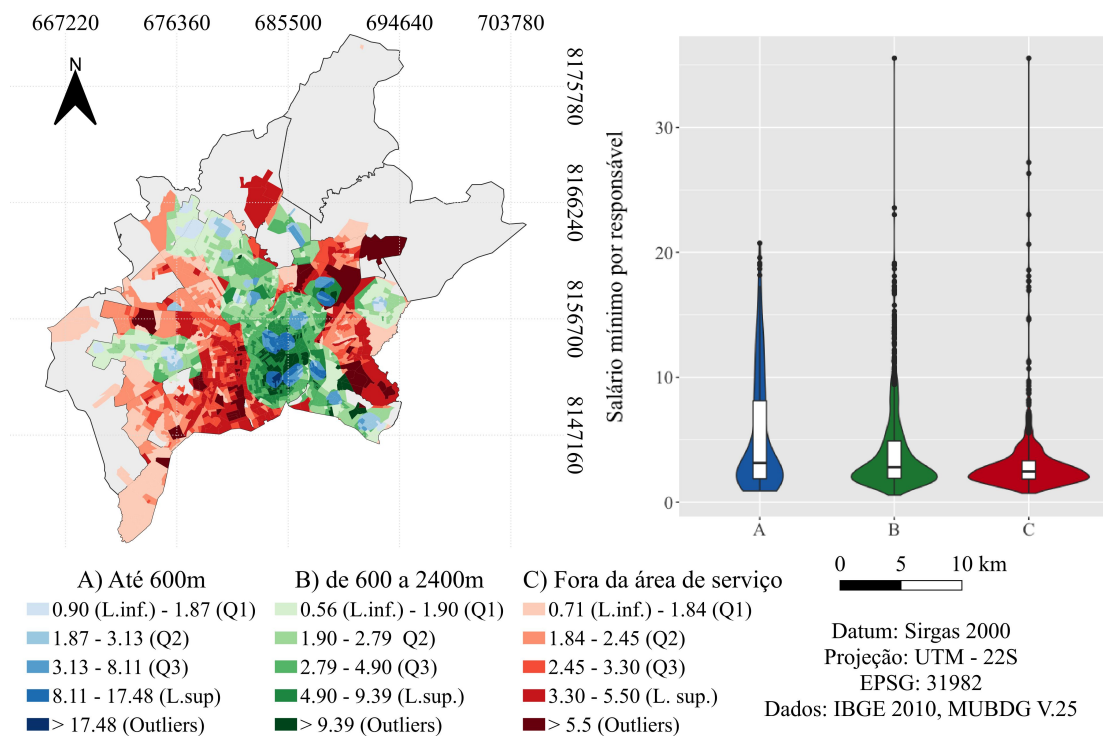 667220 676360 685500 694640 703780
N
8175780
8166240
8156700
8147160
Salário mínimo por responsável
30
20
10
0
A B C
A) Até 600m
0.90 (L.inf.) - 1.87 (Q1)
1.87 - 3.13 (Q2)
3.13 - 8.11 (Q3)
8.11 - 17.48 (L.sup)
> 17.48 (Outliers)
B) de 600 a 2400m
0.56 (L.inf.) - 1.90 (Q1)
1.90 - 2.79 Q2)
2.79 - 4.90 (Q3)
4.90 - 9.39 (L.sup.)
> 9.39 (Outliers)
C) Fora da área de serviço
0.71 (L.inf.) - 1.84 (Q1)
1.84 - 2.45 (Q2)
2.45 - 3.30 (Q3)
3.30 - 5.50 (L. sup)
> 5.5 (Outliers)
0 5 10 km
Datum: Sirgas 2000
Projeção: UTM - 22S
EPSG: 31982
Dados: IBGE 2010, MUBDG V.25